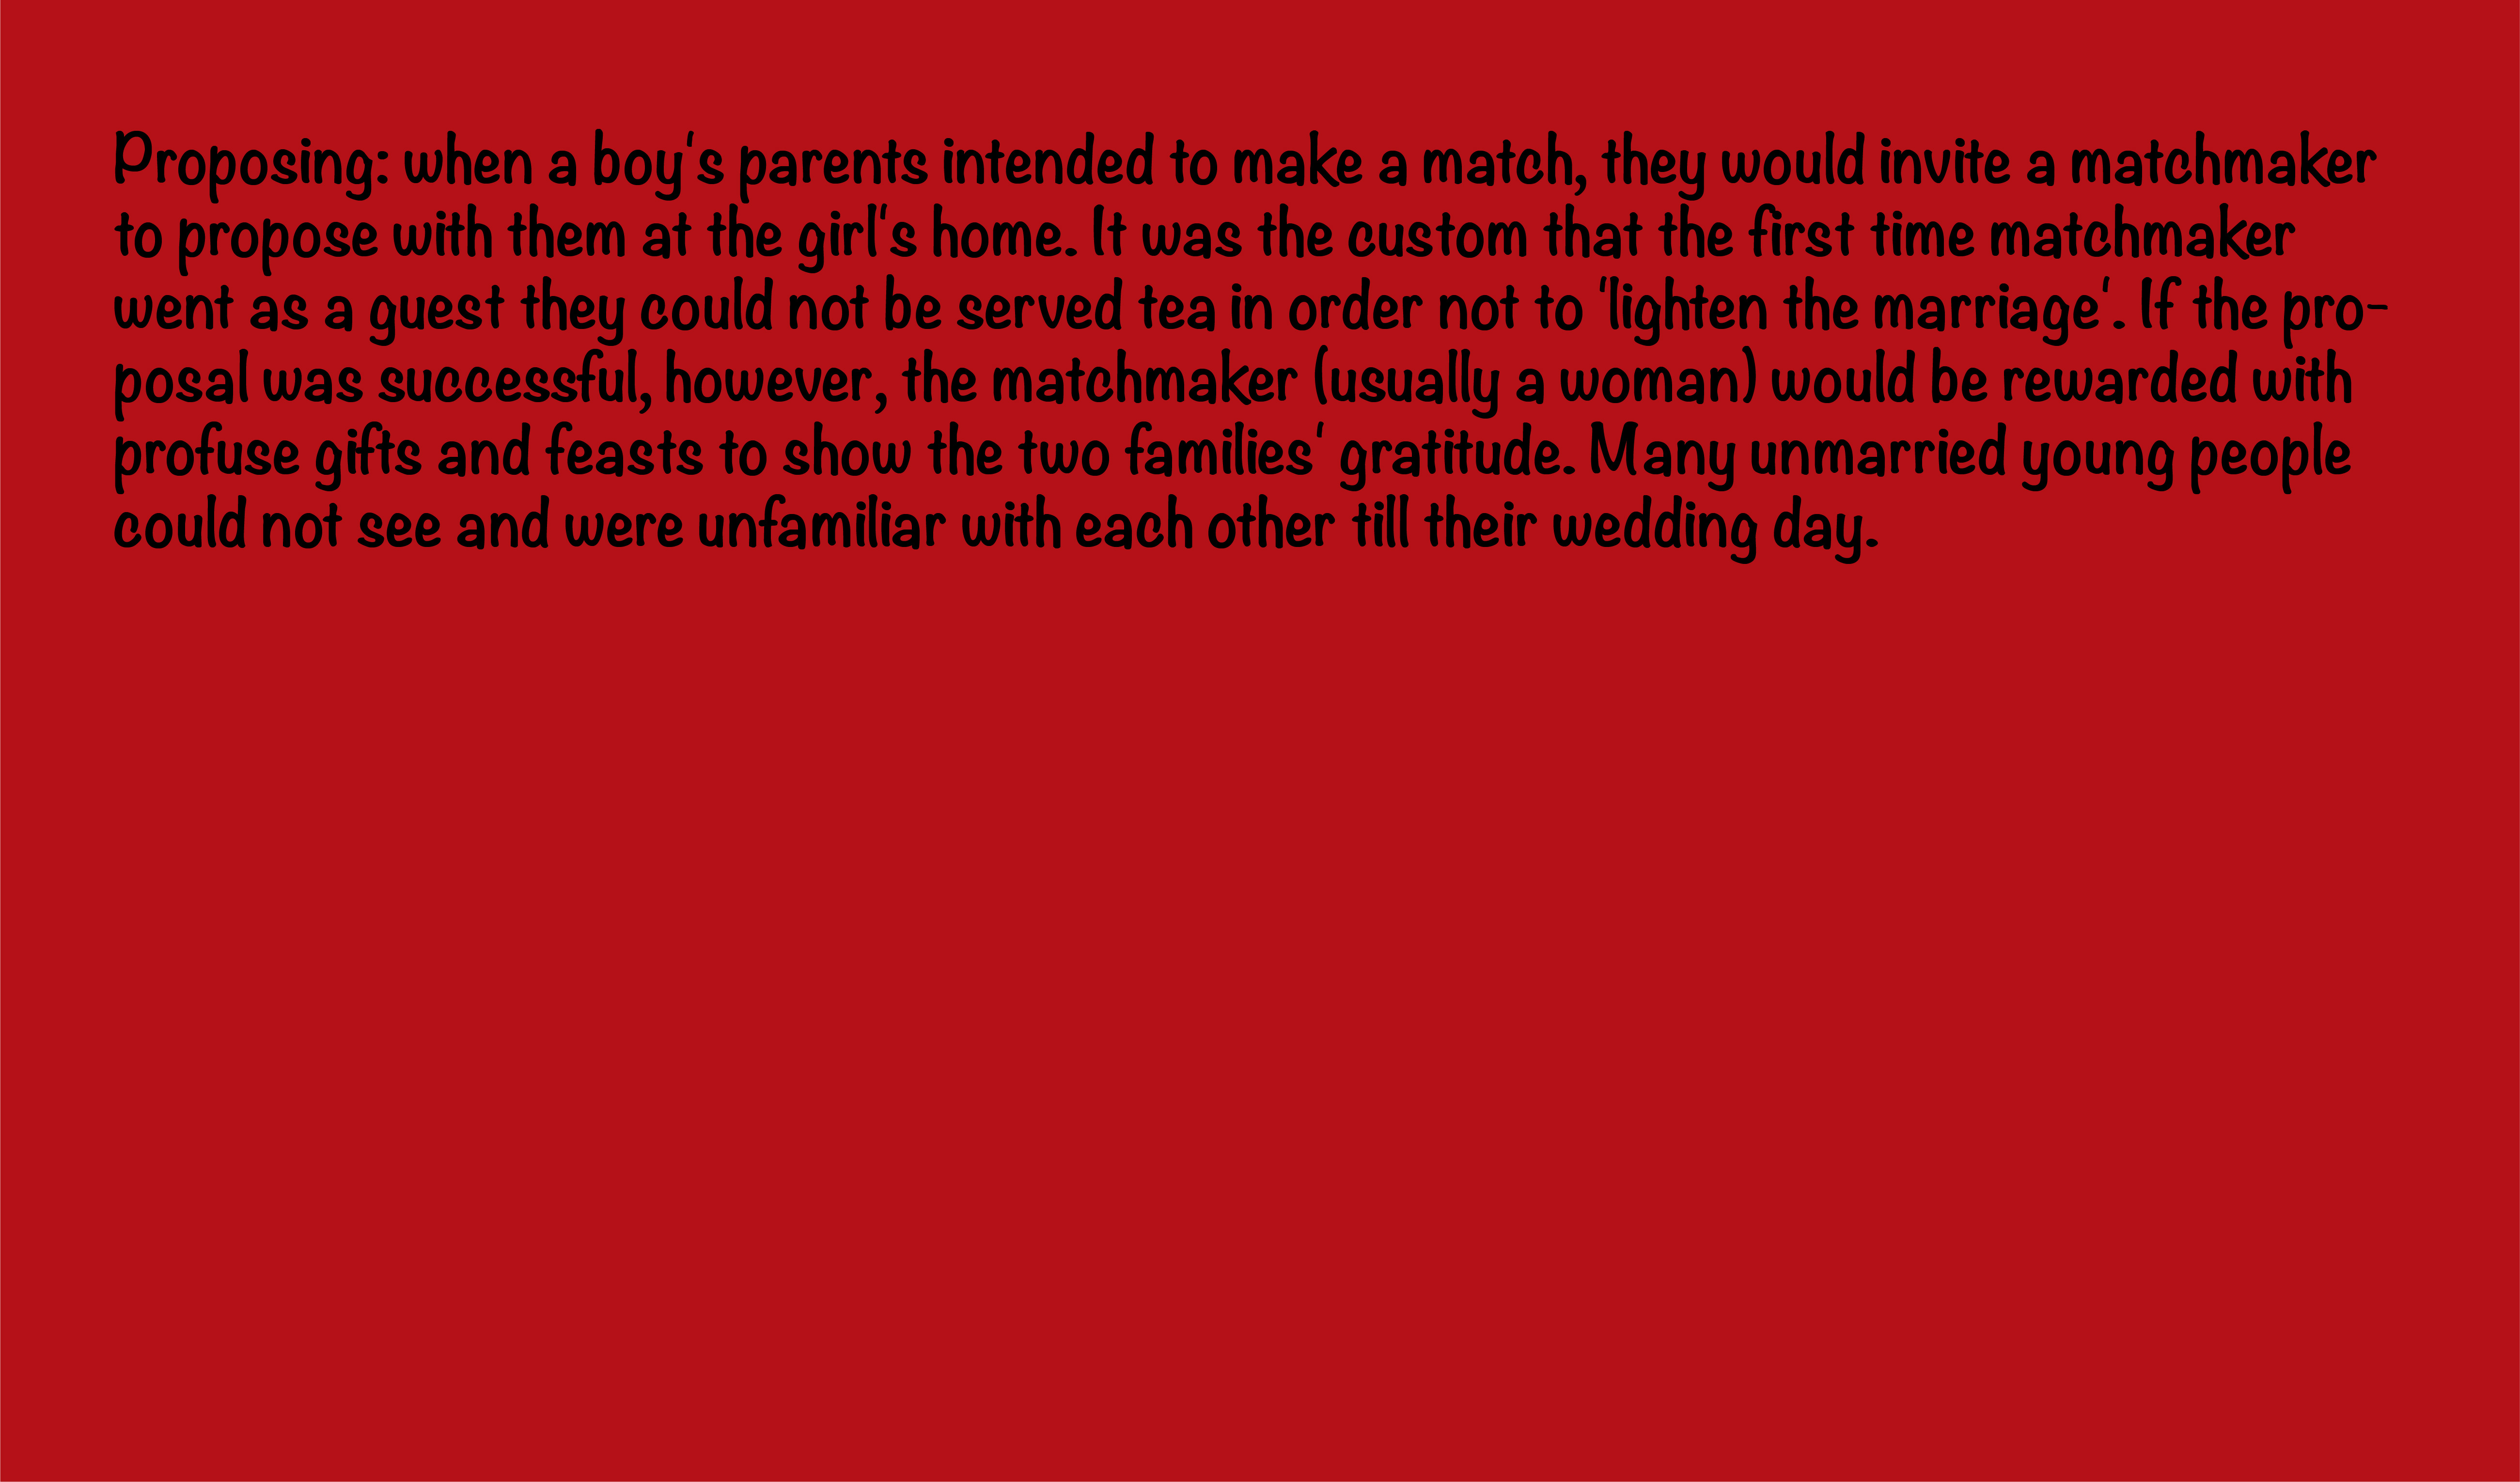 Proposing: when a boy's parents intended to make a match, they would invite a matchmaker
to propose with them at the girl's home. It was the custom that the first time matchmaker
went as a guest they could not be served tea in order not to 'lighten the marriage'. If the pro-
posal was successful, however, the matchmaker (usually a woman) would be rewarded with
profuse gifts and feasts to show the two families' gratitude. Many unmarried young people
could not see and were unfamiliar with each other till their wedding day.